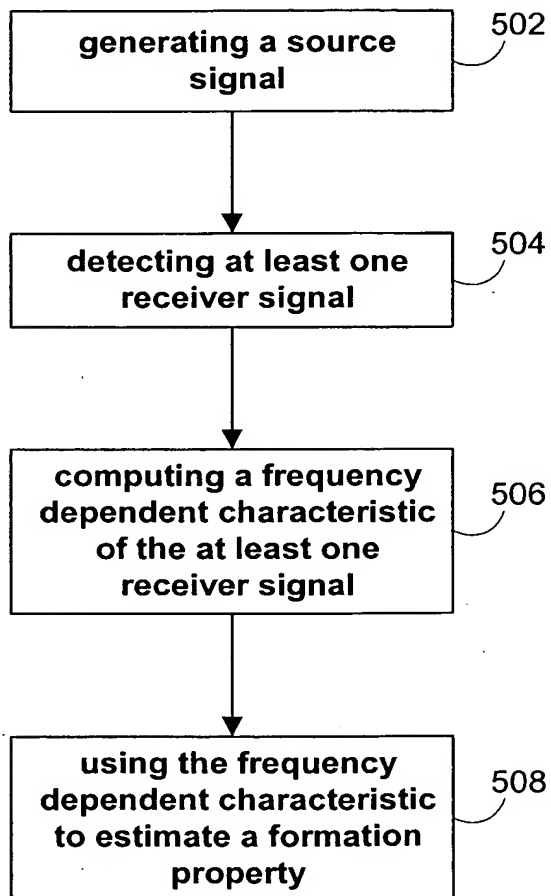 generating a source
signal
502
detecting at least one
receiver signal
504
computing a frequency
dependent characteristic
of the at least one
receiver signal
506
using the frequency
dependent characteristic
to estimate a formation
property
508